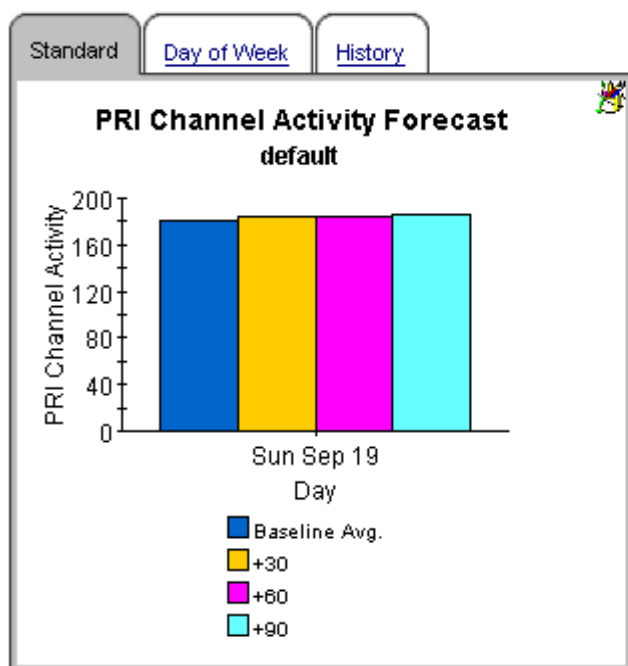 Standard
Day of Week
History
PRI Channel Activity Forecast
default
PRI Channel Activity
200
160
120
80
40
0
Sun Sep 19
Day
Baseline Avg.
+30
+60
+90